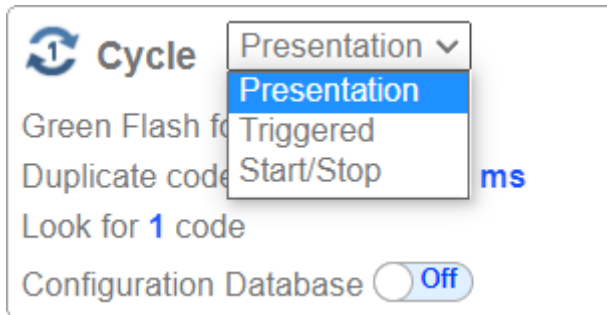 1 Cycle Presentation
Presentation
Green Flash fo Triggered
Duplicate code Start/Stop ms
Look for 1 code
Configuration Database Off